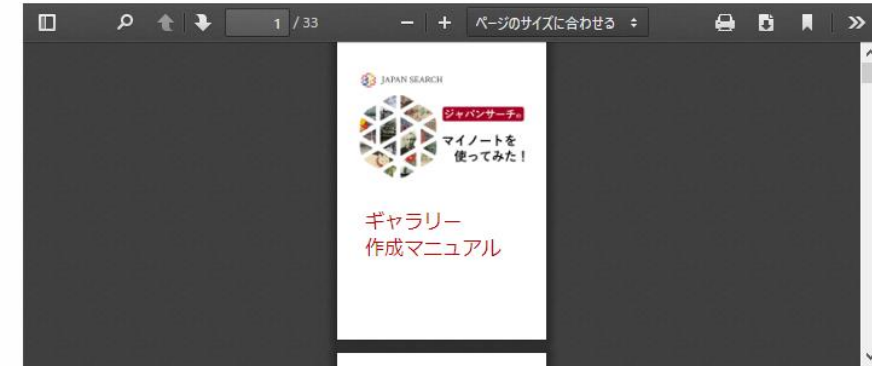 1 / 33
ページのサイズに合わせる
JAPAN SEARCH
ジャパンサーチの
マイノートを
使ってみた!
ギャラリー
作成マニュアル